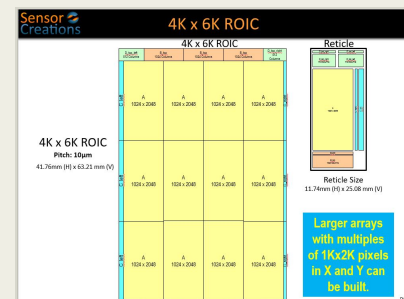 Sensor
Creations
4K x 6K ROIC
4K x 6K ROIC
Reticle
A
1024 x 2048
A
1024 x 2048
A
1024 x 2048
A
1024 x 2048
4K x 6K ROIC
Pitch: 10µm
41.76mm (H) x 63.21 mm (V)
A
1024 x 2048
A
1024 x 2048
A
1024 x 2048
A
1024 x 2048
Reticle Size
11.74mm (H) x 25.08 mm (V)
A
1024 x 2048
A
1024 x 2048
A
1024 x 2048
A
1024 x 2048
Larger arrays
with multiples
of 1Kx2K pixels
in X and Y can
be built.